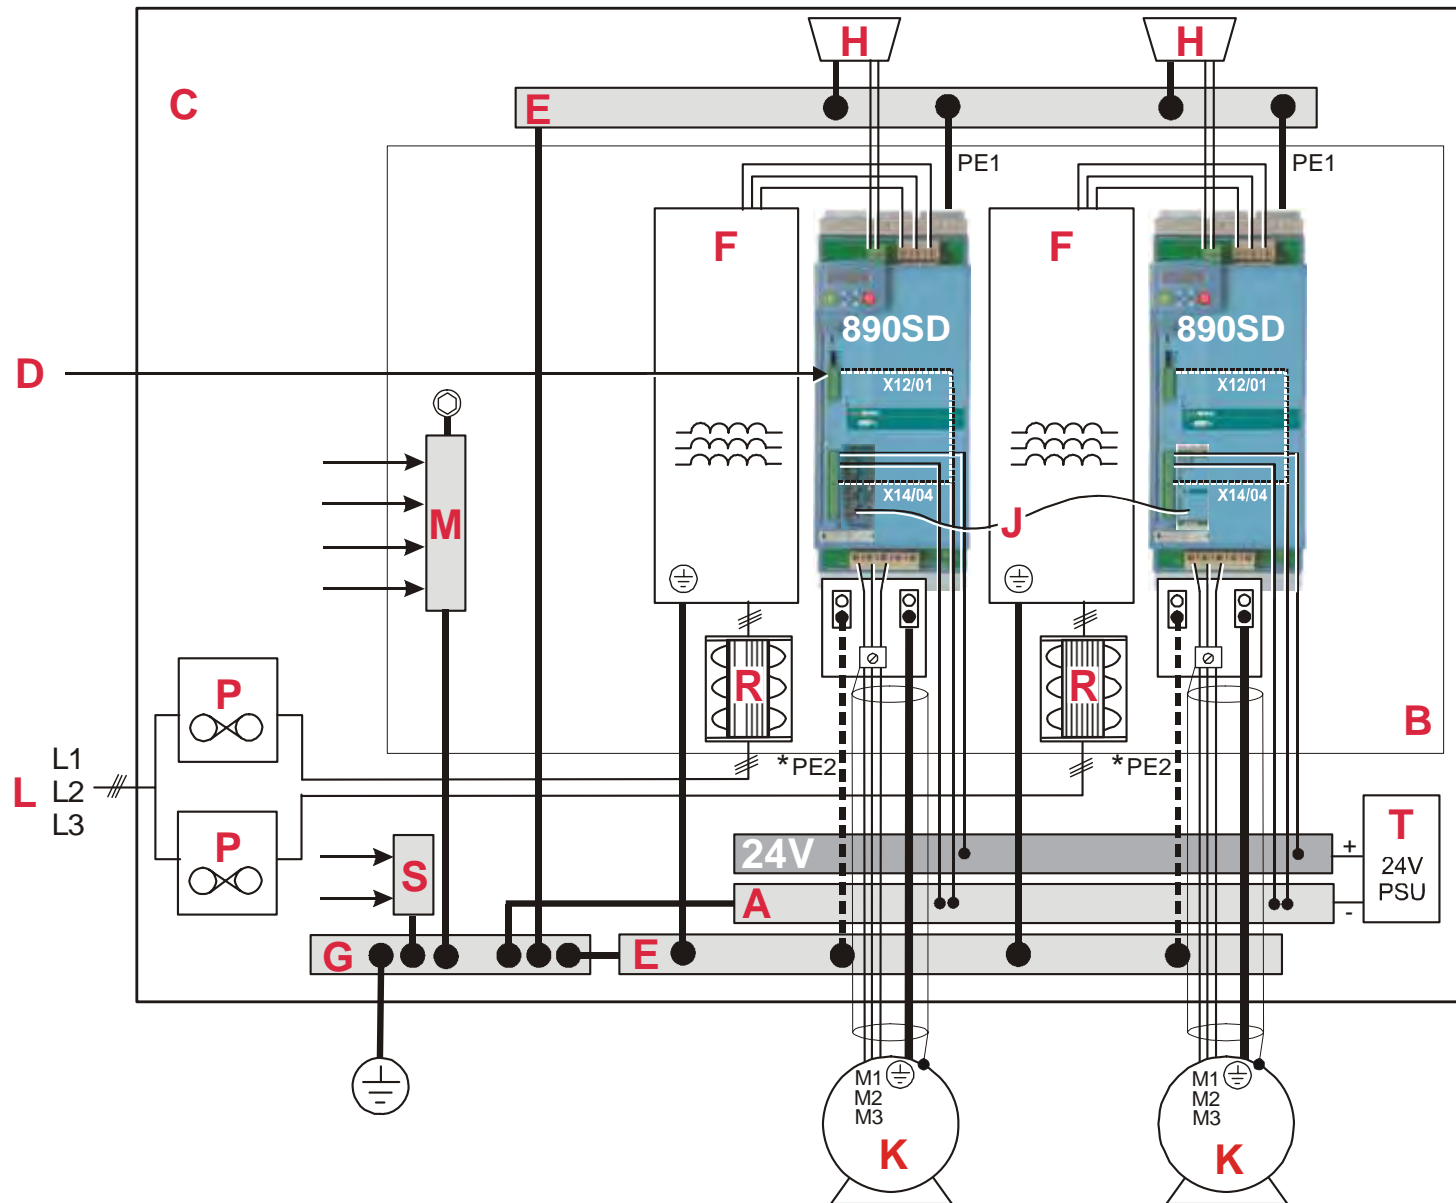 H H
C E
PE1 PE1
F F
890SD 890SD
D
X12/01 X12/01
M
X14/04 X14/04
J
P R R B
*PE2 *PE2
L1
L L2
L3
P S
24V
T
+
24V
PSU
A
-
G E
M1 M1
M2 M2
M3 M3
K K